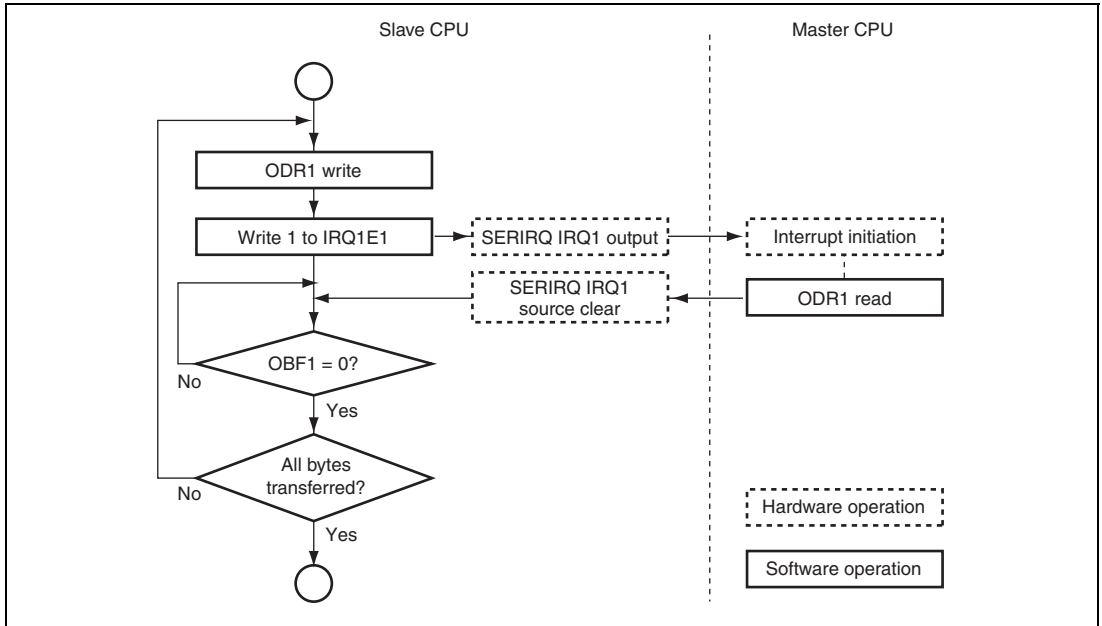 Slave CPU
Master CPU
ODR1 write
Write 1 to IRQ1E1
SERIRQ IRQ1 output
Interrupt initiation
SERIRQ IRQ1
source clear
ODR1 read
OBF1 = 0?
No
Yes
All bytes
transferred?
No
Yes
Hardware operation
Software operation